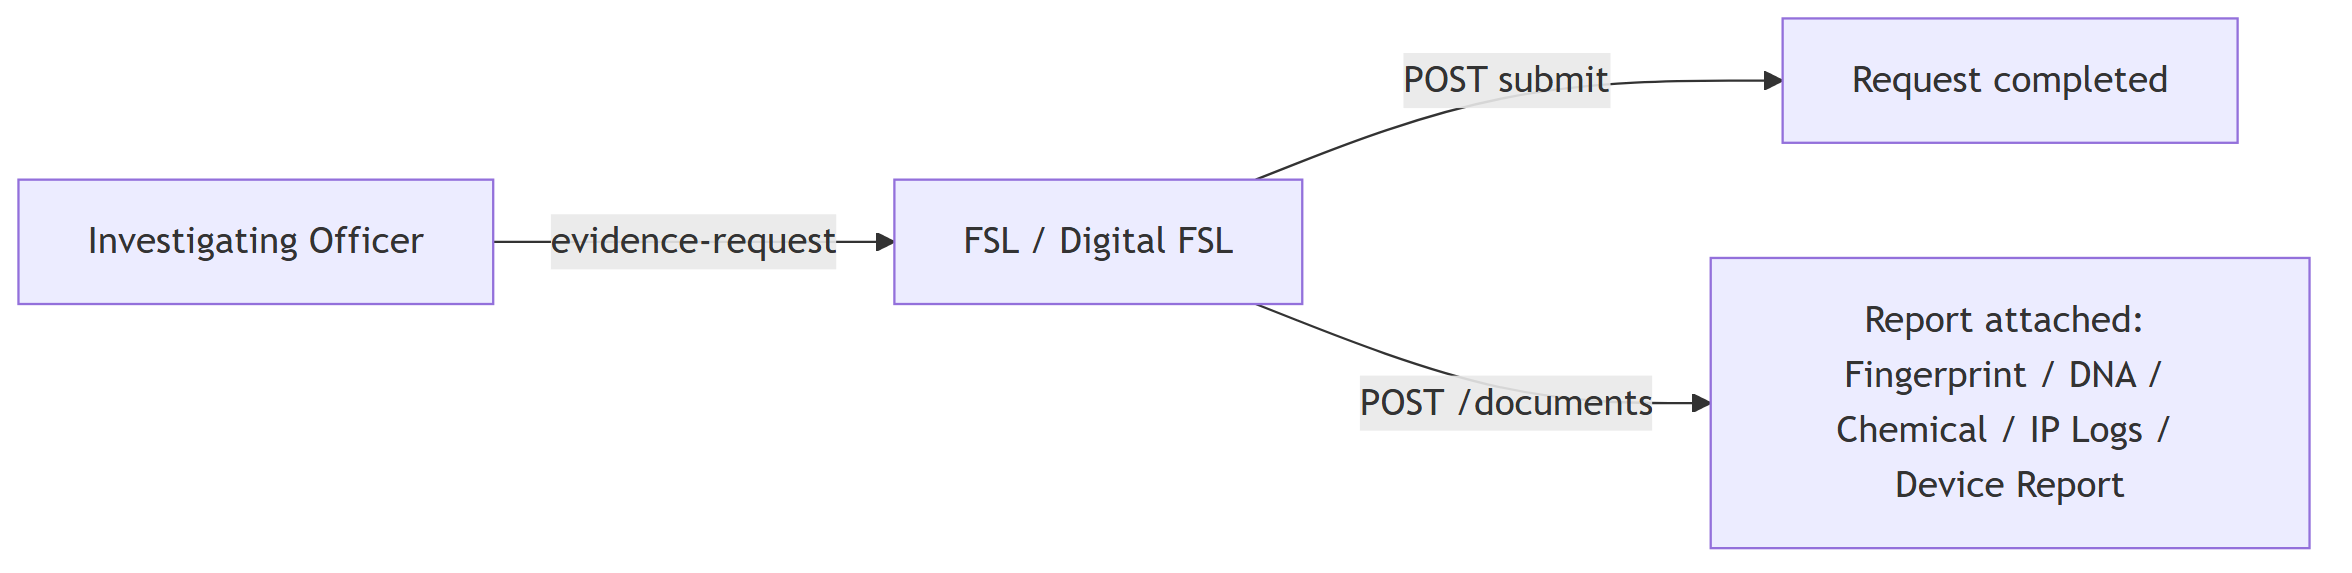 Investigating Officer
evidence-request
FSL / Digital FSL
POST submit
Request completed
POST /documents
Report attached:
Fingerprint / DNA /
Chemical / IP Logs /
Device Report